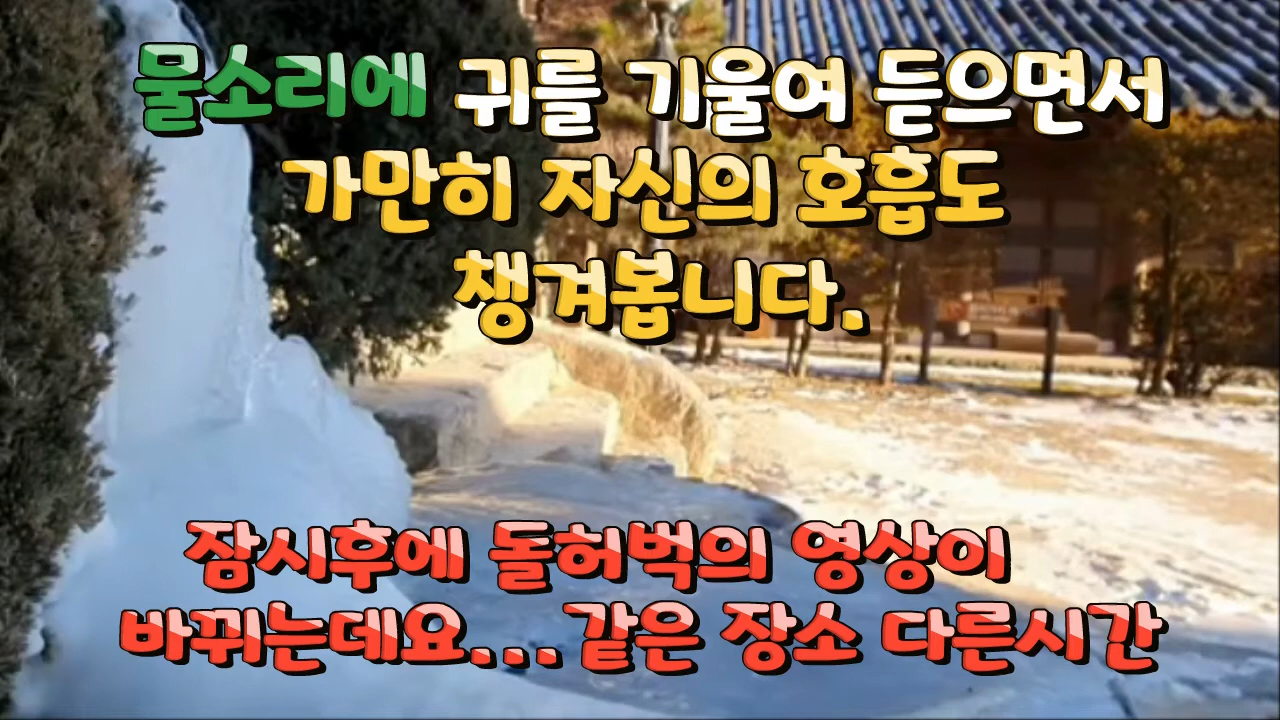 물소리에 귀를 기울여 듣으면서
가만히 자신의 호흡도
챙겨봅니다.
잠시후에 돌허벅의 영상이
바뀌는데요...같은 장소 다른시간